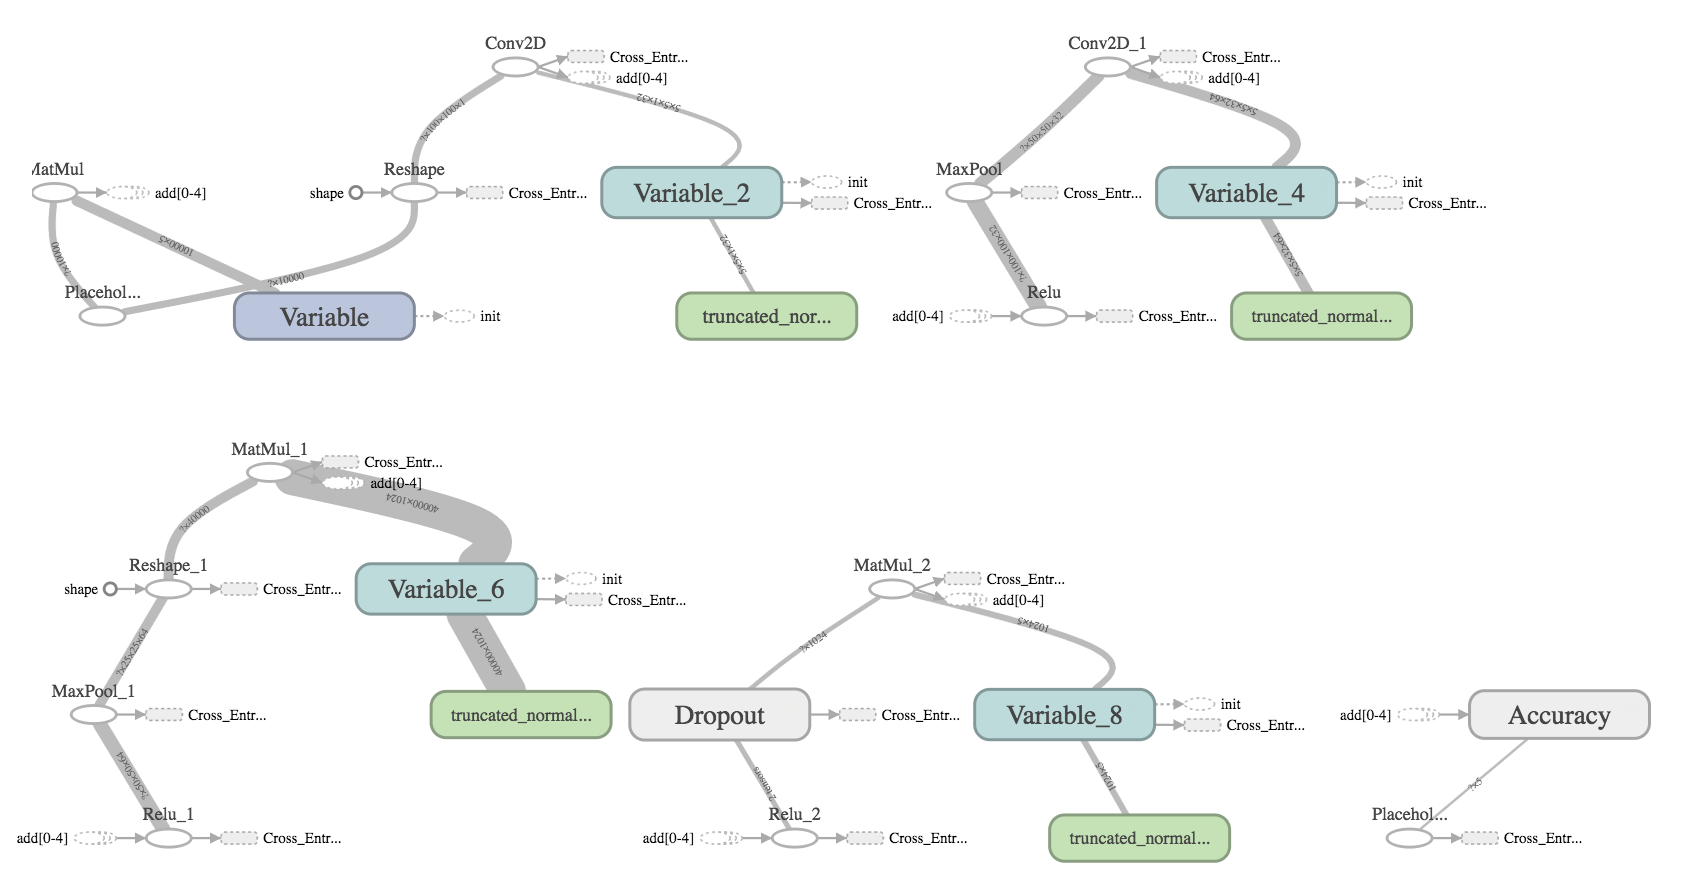 Conv2D
Cross_Entr...
add[0-4]
?×100×100×1
5×5×1×32
MatMul
add[0-4]
?×10000
10000×5
Reshape
shape
Cross_Entr...
Variable_2
init
Cross_Entr...
5×5×1×32
Placehol...
?×10000
Variable
init
truncated_nor...
Conv2D_1
Cross_Entr...
add[0-4]
?×50×50×32
5×5×32×64
MaxPool
Cross_Entr...
Variable_4
init
Cross_Entr...
?×100×100×32
5×5×32×64
Relu
add[0-4]
Cross_Entr...
truncated_normal...
MatMul_1
Cross_Entr...
add[0-4]
40000×1024
?×40000
Reshape_1
shape
Cross_Entr...
Variable_6
init
Cross_Entr...
?×25×25×64
40000×1024
MaxPool_1
Cross_Entr...
truncated_normal...
?×50×50×64
Relu_1
add[0-4]
Cross_Entr...
MatMul_2
Cross_Entr...
add[0-4]
?×1024
1024×5
Dropout
Cross_Entr...
Variable_8
init
Cross_Entr...
2 tensors
1024×5
Relu_2
add[0-4]
Cross_Entr...
truncated_normal...
add[0-4]
Accuracy
?×5
Placehol...
Cross_Entr...